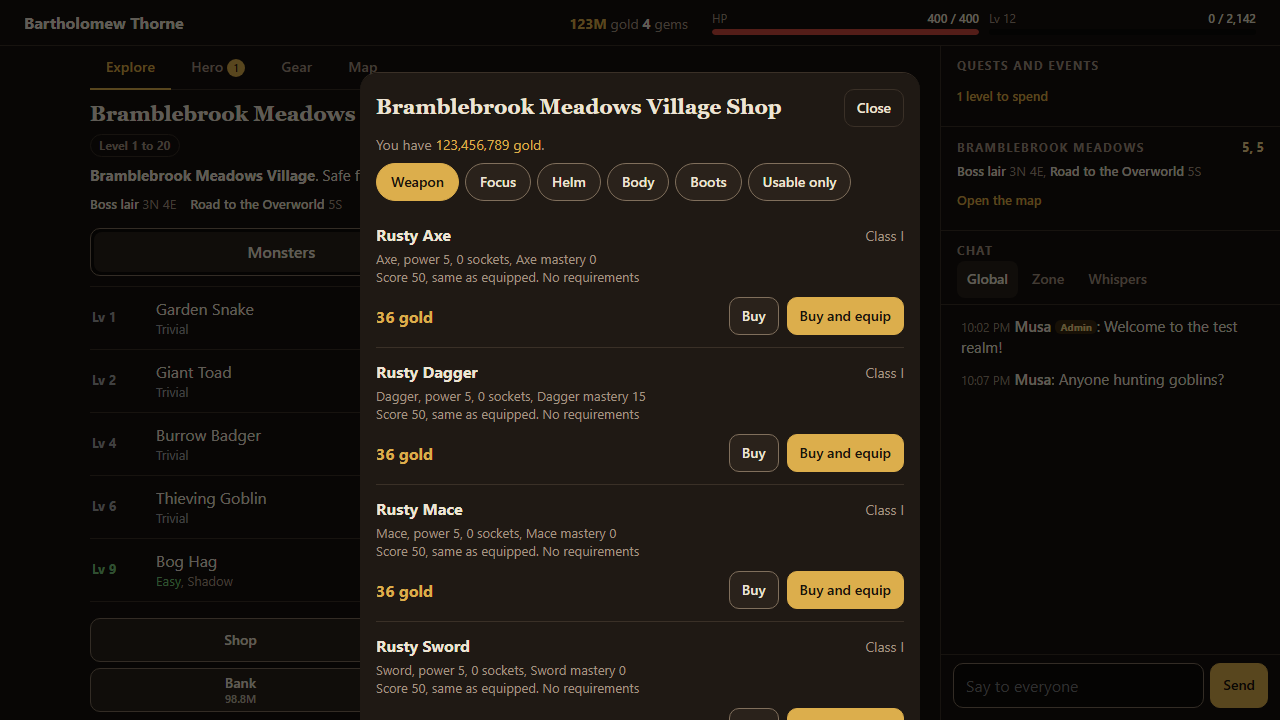 Bartholomew Thorne
123M gold 4 gems
HP 400 / 400
Lv 12 0 / 2,142
Explore
Hero 1
Gear
Map
Bramblebrook Meadows
Level 1 to 20
Bramblebrook Meadows Village. Safe f
Boss lair 3N 4E Road to the Overworld 5S
Monsters
Lv 1
Garden Snake
Trivial
Lv 2
Giant Toad
Trivial
Lv 4
Burrow Badger
Trivial
Lv 6
Thieving Goblin
Trivial
Lv 9
Bog Hag
Easy, Shadow
Shop
Bank
98.8M
Bramblebrook Meadows Village Shop
Close
You have 123,456,789 gold.
Weapon
Focus
Helm
Body
Boots
Usable only
Rusty Axe
Class I
Axe, power 5, 0 sockets, Axe mastery 0
Score 50, same as equipped. No requirements
36 gold
Buy
Buy and equip
Rusty Dagger
Class I
Dagger, power 5, 0 sockets, Dagger mastery 15
Score 50, same as equipped. No requirements
36 gold
Buy
Buy and equip
Rusty Mace
Class I
Mace, power 5, 0 sockets, Mace mastery 0
Score 50, same as equipped. No requirements
36 gold
Buy
Buy and equip
Rusty Sword
Class I
Sword, power 5, 0 sockets, Sword mastery 0
Score 50, same as equipped. No requirements
QUESTS AND EVENTS
1 level to spend
BRAMBLEBROOK MEADOWS 5, 5
Boss lair 3N 4E, Road to the Overworld 5S
Open the map
CHAT
Global
Zone
Whispers
10:02 PM Musa Admin : Welcome to the test
realm!
10:07 PM Musa: Anyone hunting goblins?
Say to everyone
Send